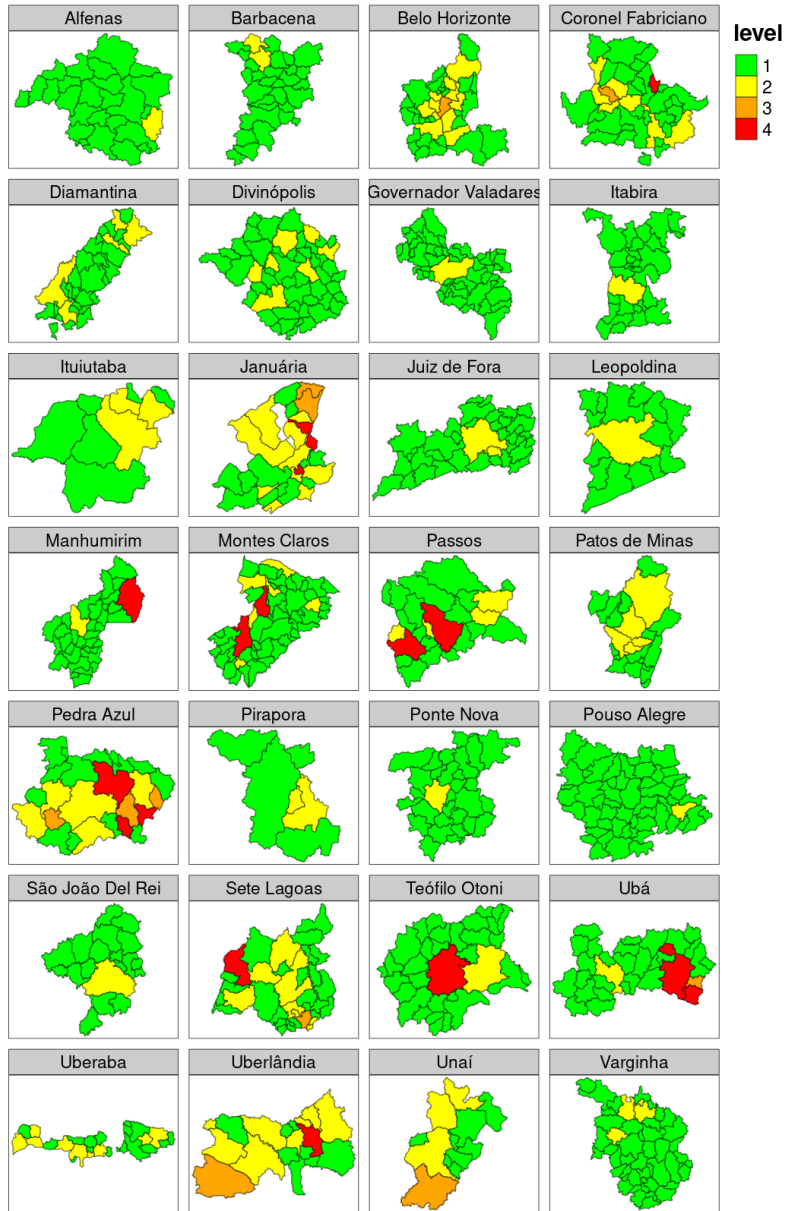 Alfenas
Barbacena
Belo Horizonte
Coronel Fabriciano
level
1
2
3
4
Diamantina
Divinópolis
Governador Valadares
Itabira
Ituiutaba
Januária
Juiz de Fora
Leopoldina
Manhumirim
Montes Claros
Passos
Patos de Minas
Pedra Azul
Pirapora
Ponte Nova
Pouso Alegre
São João Del Rei
Sete Lagoas
Teófilo Otoni
Ubá
Uberaba
Uberlândia
Unaí
Varginha